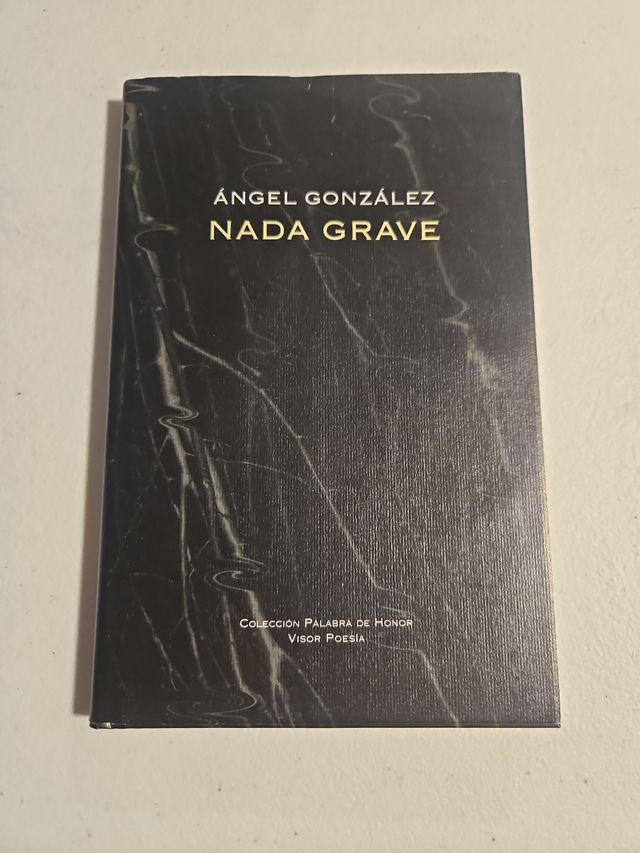 ÁNGEL GONZÁLEZ
NADA GRAVE
COLECCIÓN PALABRA DE HONOR
VISOR POESÍA